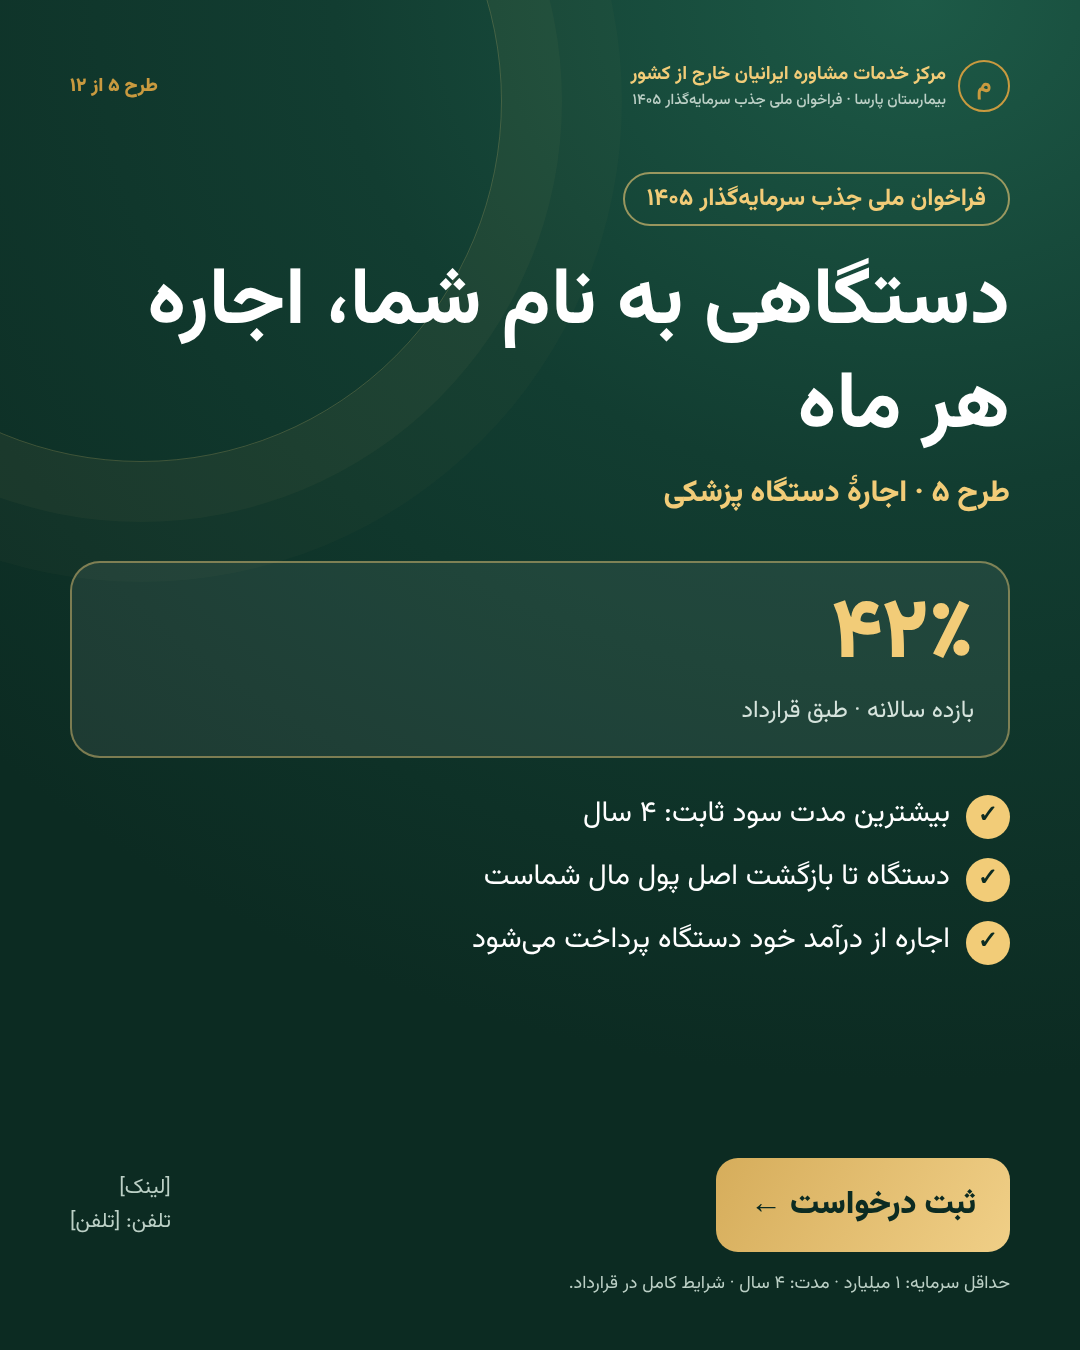 م
مرکز خدمات مشاوره ایرانیان خارج از کشور
بیمارستان پارسا · فراخوان ملی جذب سرمایه‌گذار ۱۴۰۵
طرح ۵ از ۱۲
فراخوان ملی جذب سرمایه‌گذار ۱۴۰۵
دستگاهی به نام شما، اجاره
هر ماه
طرح ۵ · اجارهٔ دستگاه پزشکی
۴۲٪
بازده سالانه · طبق قرارداد
✓ بیشترین مدت سود ثابت: ۴ سال
✓ دستگاه تا بازگشت اصل پول مال شماست
✓ اجاره از درآمد خود دستگاه پرداخت می‌شود
ثبت درخواست ←
[لینک]
تلفن: [تلفن]
حداقل سرمایه: ۱ میلیارد · مدت: ۴ سال · شرایط کامل در قرارداد.